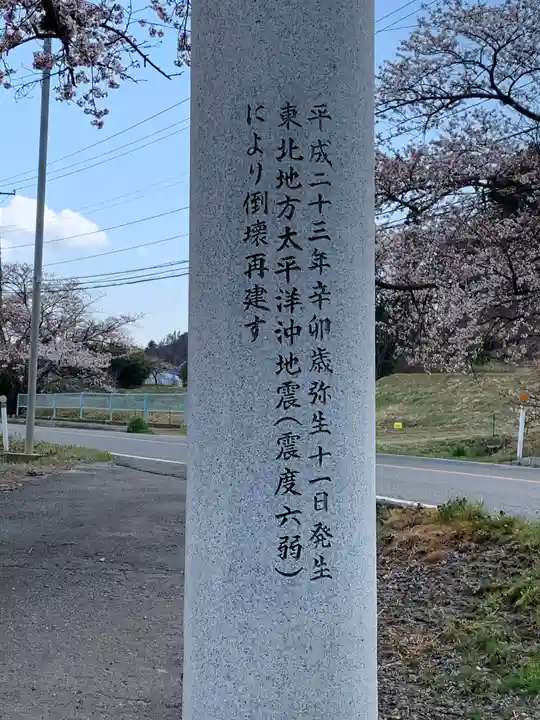 平成二十三年辛卯歳弥生十一日発生
東北地方太平洋沖地震(震度六弱)
により倒壊再建す